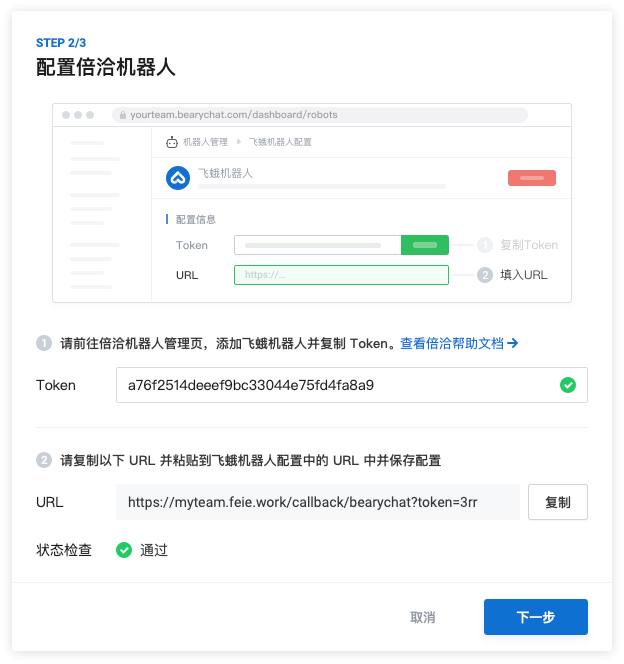 STEP 2/3
配置倍洽机器人
yourteam.bearychat.com/dashboard/robots
机器人管理 飞蛾机器人配置
飞蛾机器人
配置信息
Token 1 复制Token
URL https://... 2 填入URL
1 请前往倍洽机器人管理页，添加飞蛾机器人并复制 Token。查看倍洽帮助文档→
Token a76f2514deeef9bc33044e75fd4fa8a9
2 请复制以下 URL 并粘贴到飞蛾机器人配置中的 URL 中并保存配置
URL https://myteam.feie.work/callback/bearychat?token=3rr 复制
状态检查 通过
取消 下一步